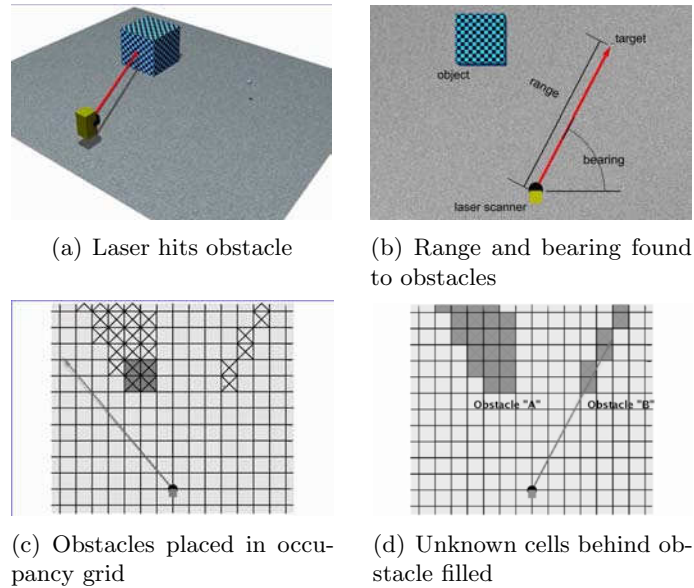 target
object
range
bearing
laser scanner
(a) Laser hits obstacle
(b) Range and bearing found
to obstacles
Obstacle "A"
Obstacle "B"
(c) Obstacles placed in occu-
pancy grid
(d) Unknown cells behind ob-
stacle filled